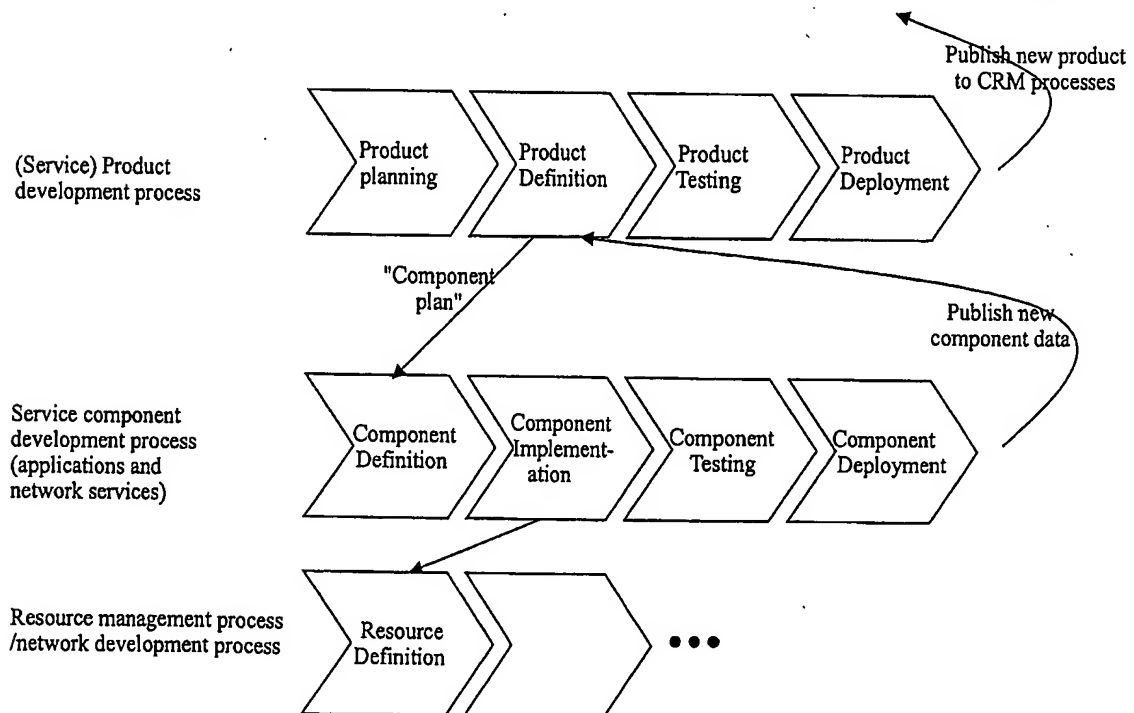 Publish new product
to CRM processes
(Service) Product
development process
Product
planning
Product
Definition
Product
Testing
Product
Deployment
"Component
plan"
Publish new
component data
Service component
development process
(applications and
network services)
Component
Definition
Component
Implement-
ation
Component
Testing
Component
Deployment
Resource management process
/network development process
Resource
Definition